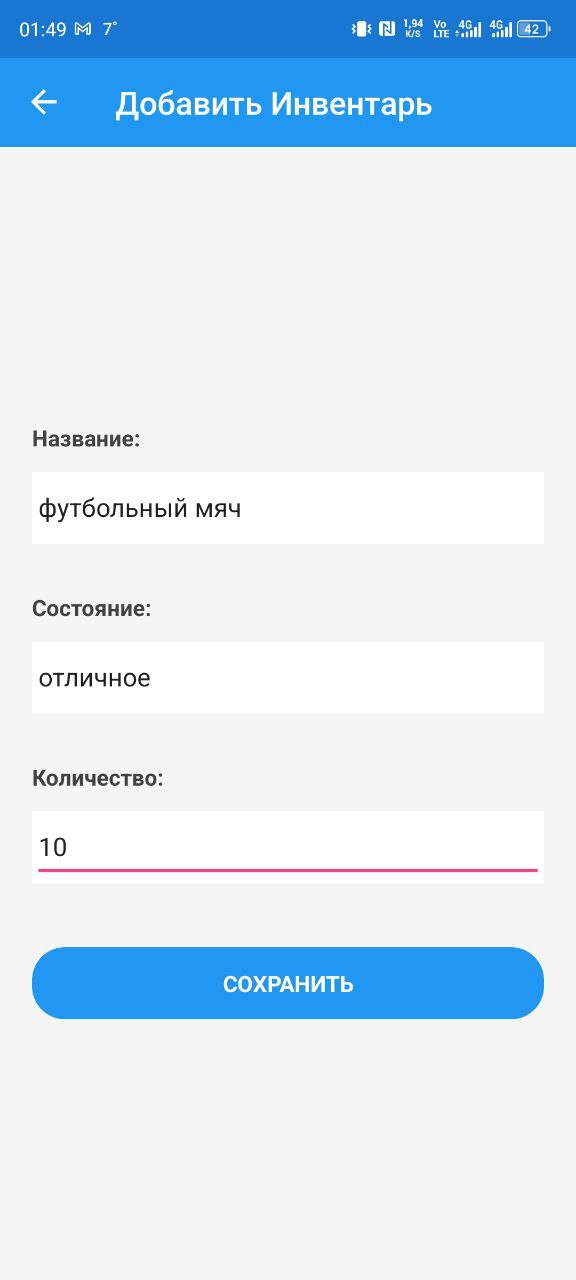 01:49 7° 1,94 K/S Vo LTE 4G 4G 42
Добавить Инвентарь
Название:
футбольный мяч
Состояние:
отличное
Количество:
10
СОХРАНИТЬ